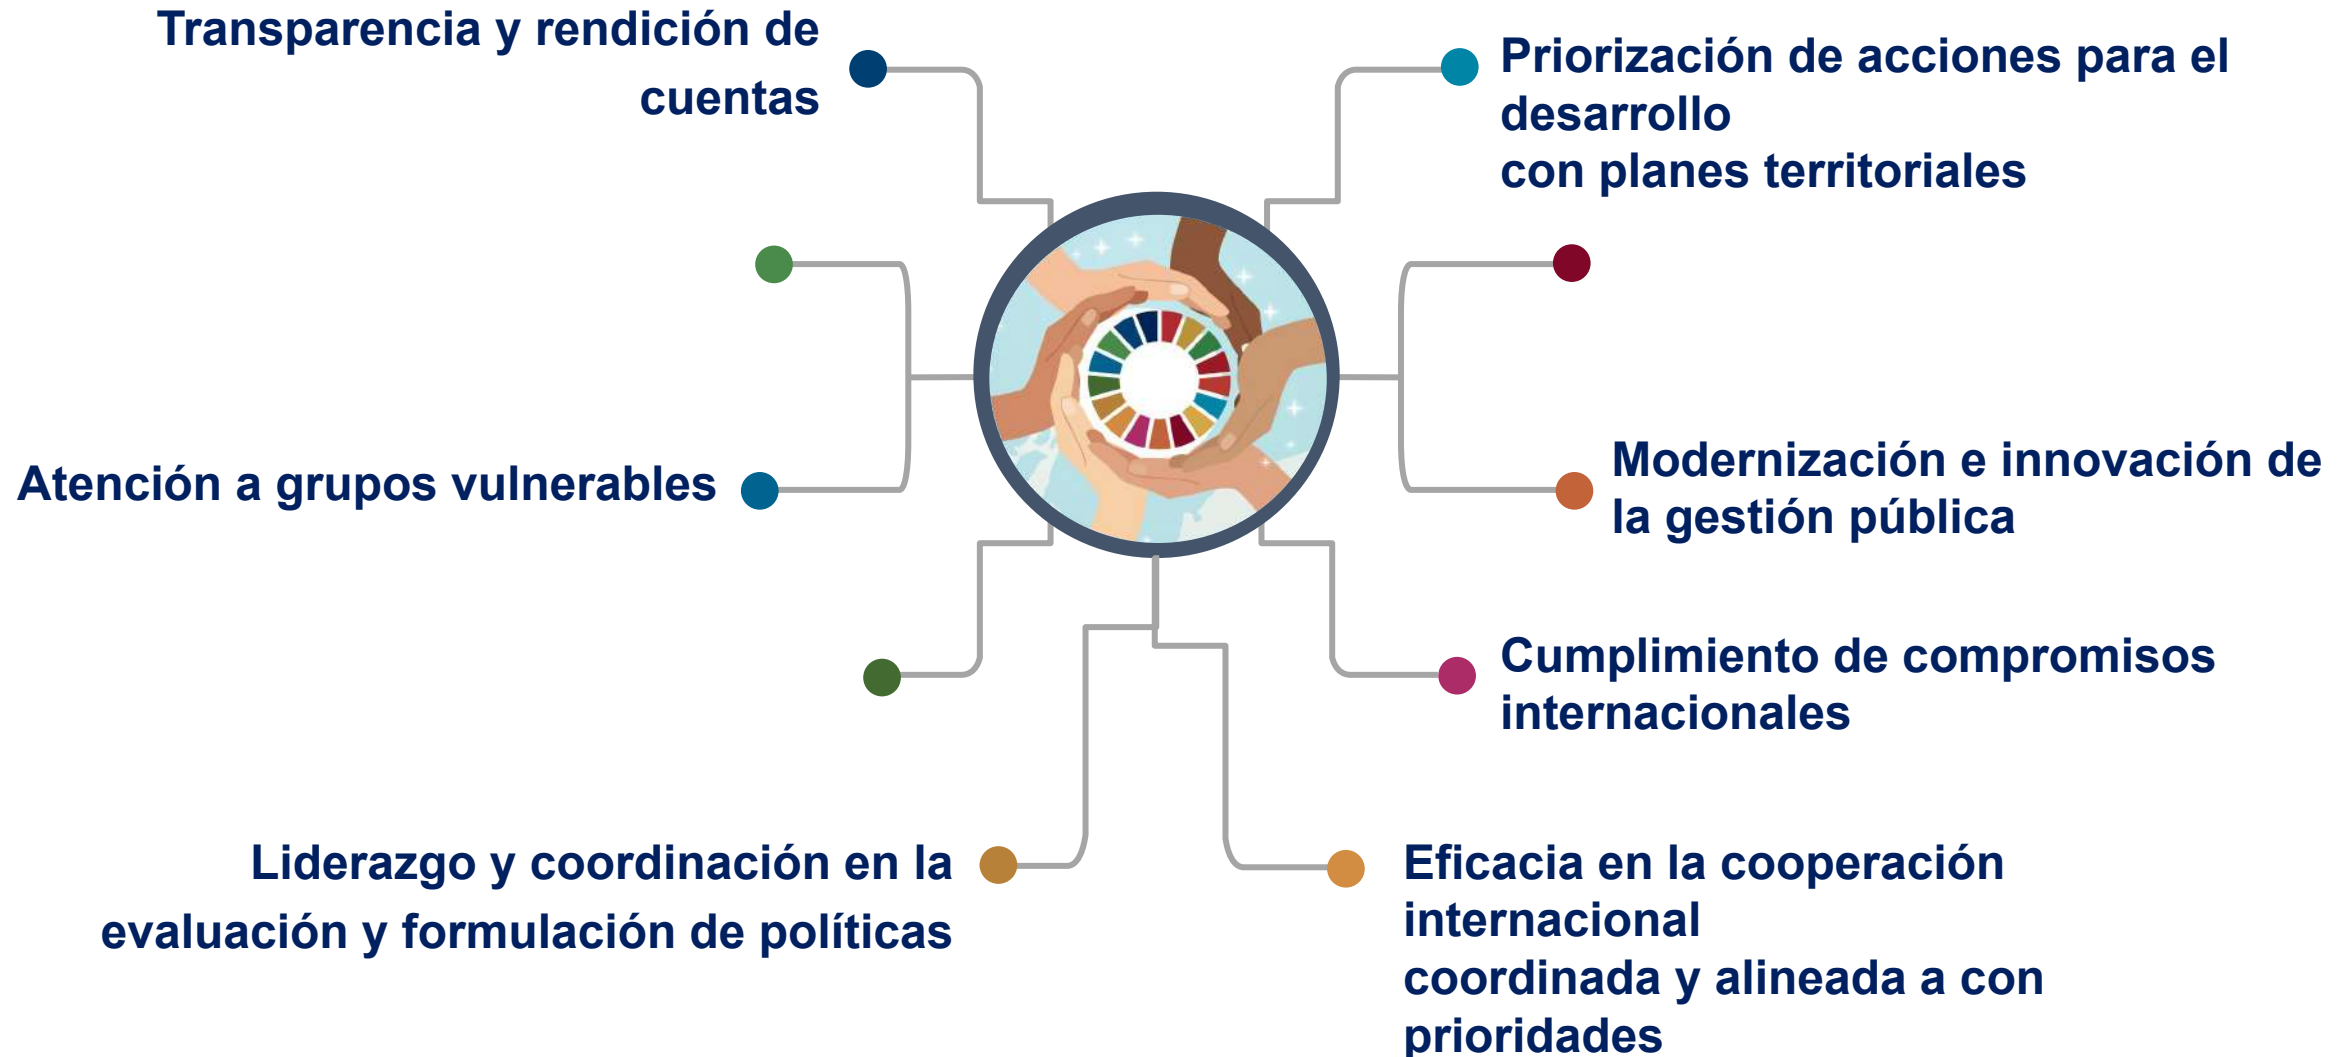 Transparencia y rendición de
cuentas
Priorización de acciones para el
desarrollo
con planes territoriales
Atención a grupos vulnerables
Modernización e innovación de
la gestión pública
Cumplimiento de compromisos
internacionales
Liderazgo y coordinación en la
evaluación y formulación de políticas
Eficacia en la cooperación
internacional
coordinada y alineada a con
prioridades